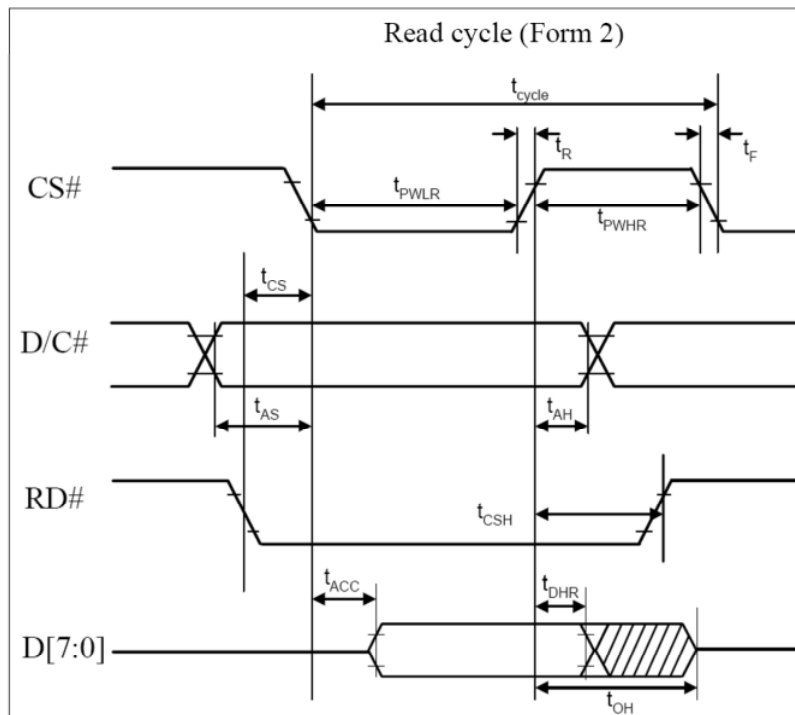 Read cycle (Form 2)
tcycle
tR
tF
CS#
tPWLR
tPWHR
tCS
D/C#
tAS
tAH
RD#
tCSH
tACC
tDHR
D[7:0]
tOH